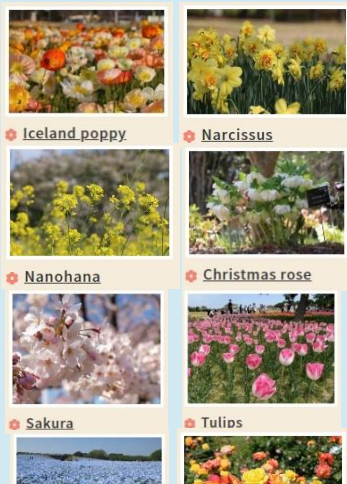 Iceland poppy
Narcissus
Nanohana
Christmas rose
Sakura
Tulips